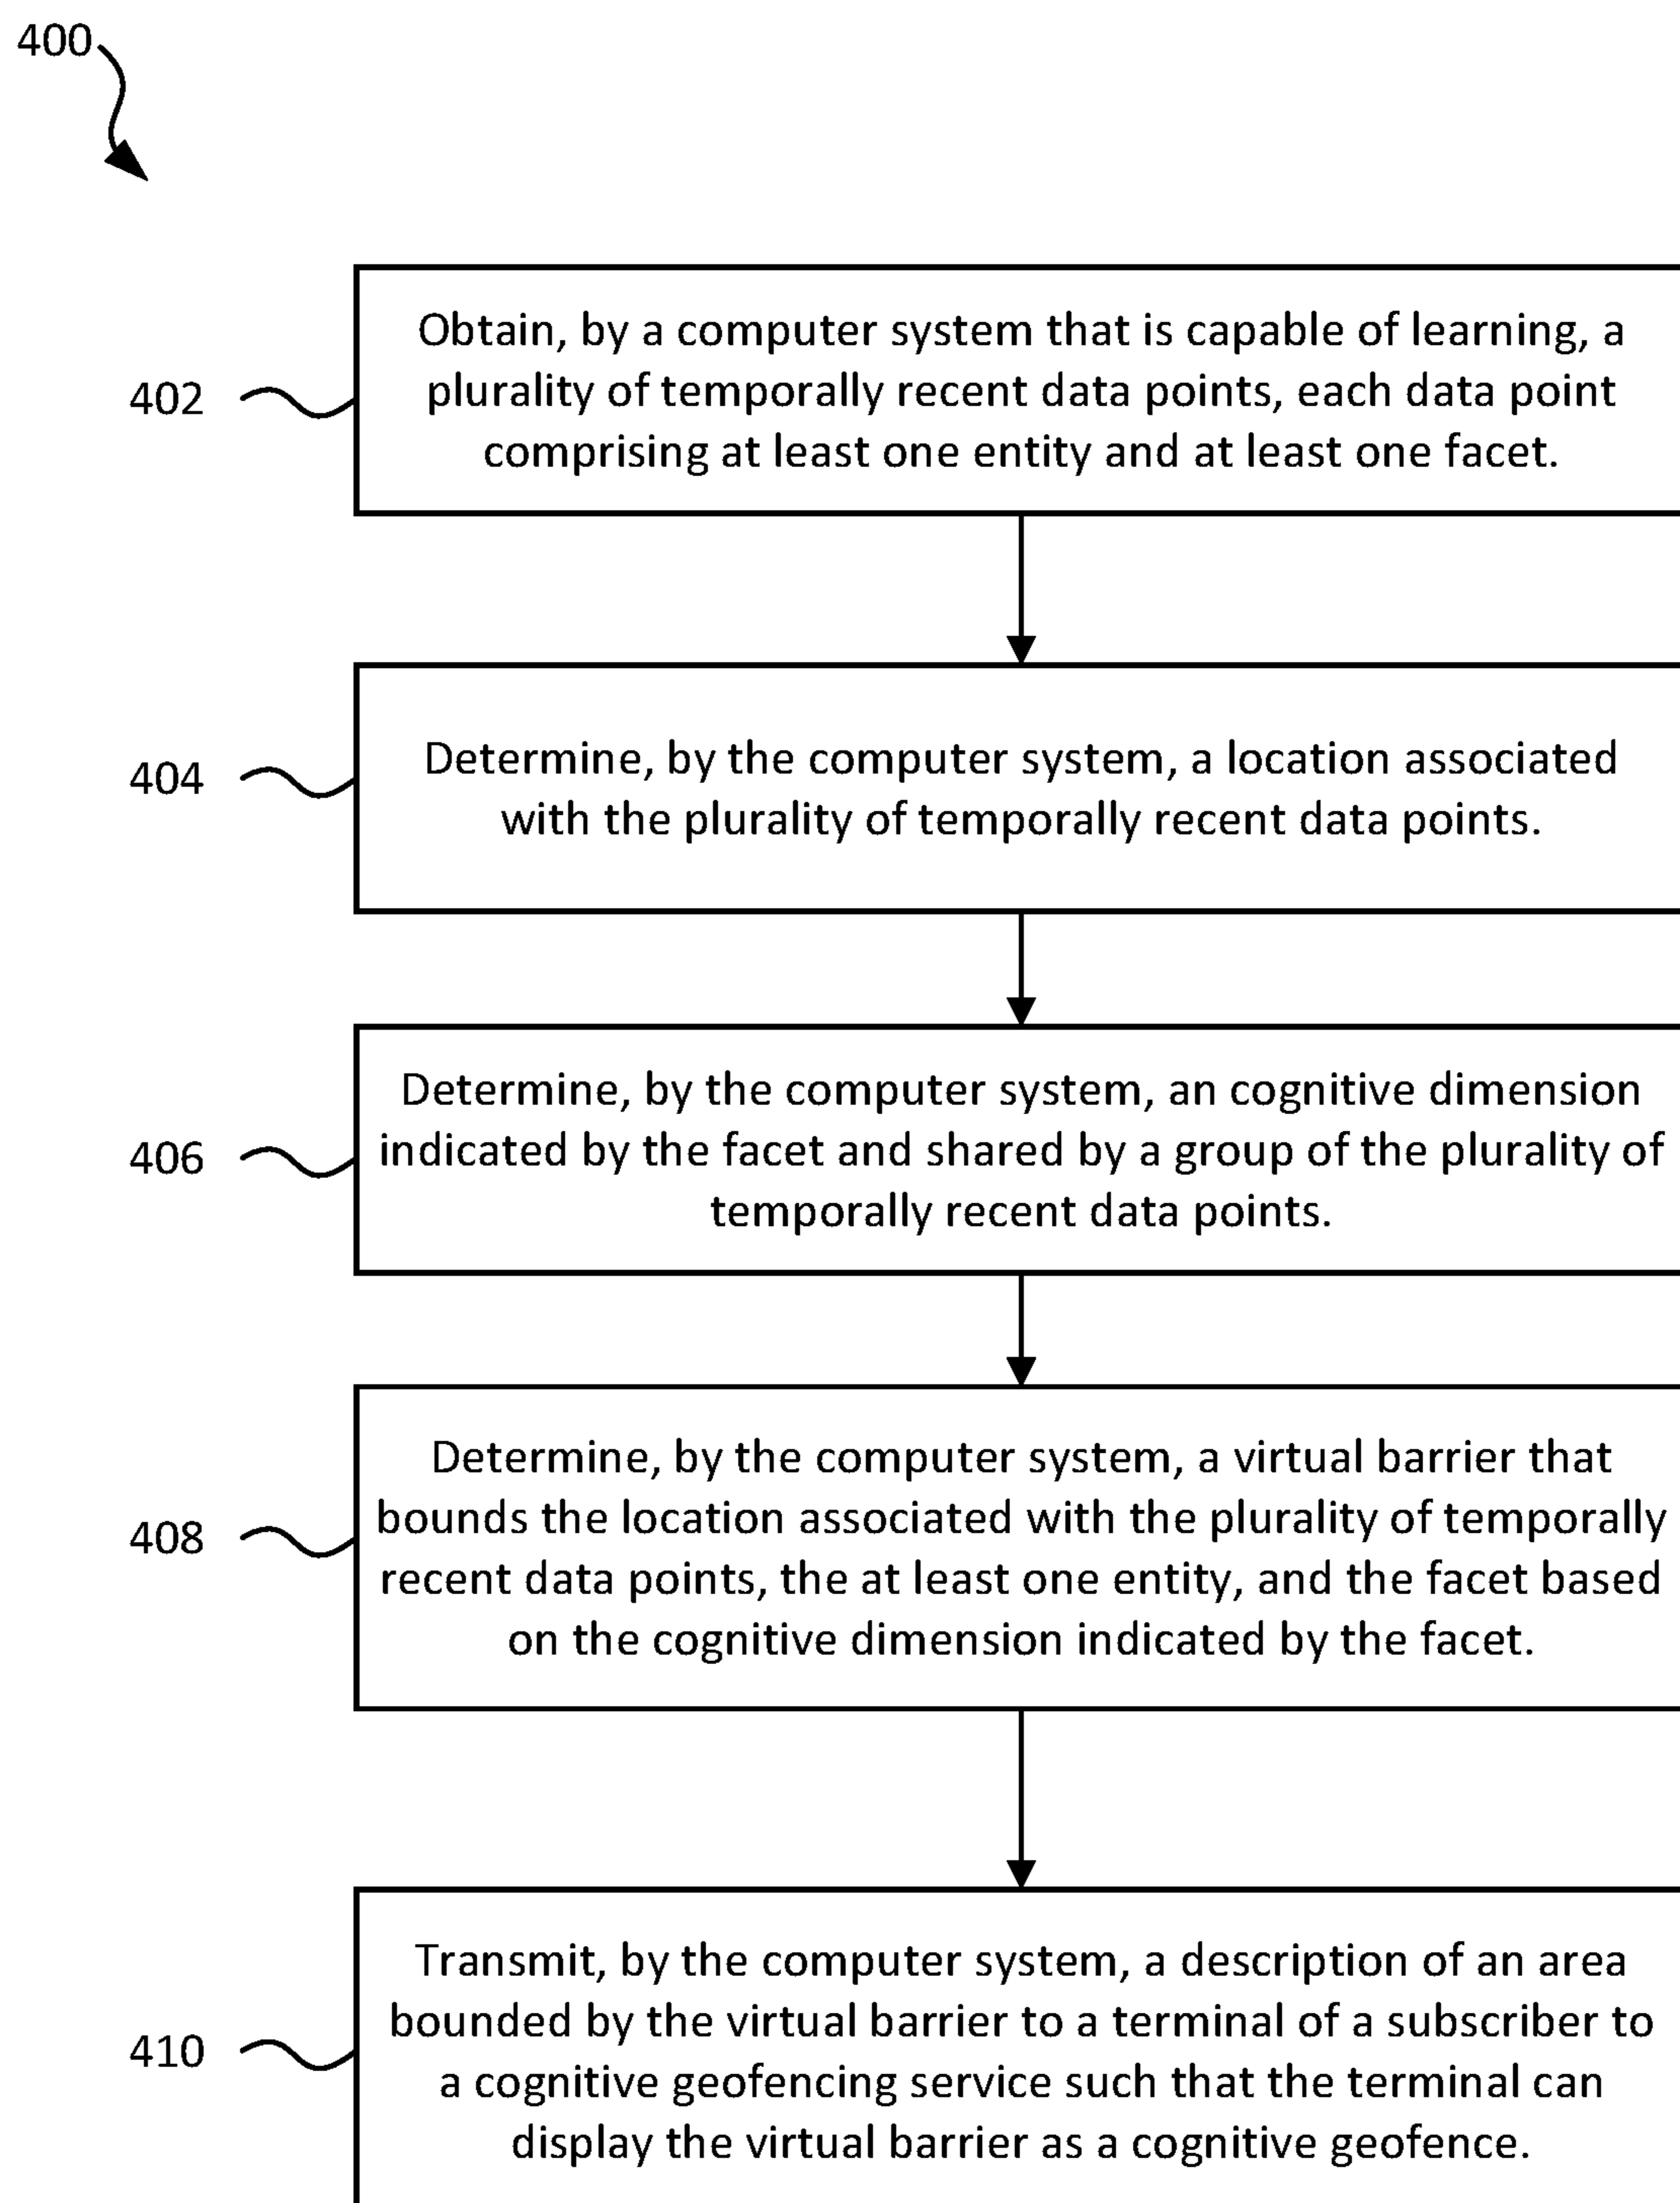 400
402
Obtain, by a computer system that is capable of learning, a
plurality of temporally recent data points, each data point
comprising at least one entity and at least one facet.
404
Determine, by the computer system, a location associated
with the plurality of temporally recent data points.
406
Determine, by the computer system, an cognitive dimension
indicated by the facet and shared by a group of the plurality of
temporally recent data points.
408
Determine, by the computer system, a virtual barrier that
bounds the location associated with the plurality of temporally
recent data points, the at least one entity, and the facet based
on the cognitive dimension indicated by the facet.
410
Transmit, by the computer system, a description of an area
bounded by the virtual barrier to a terminal of a subscriber to
a cognitive geofencing service such that the terminal can
display the virtual barrier as a cognitive geofence.